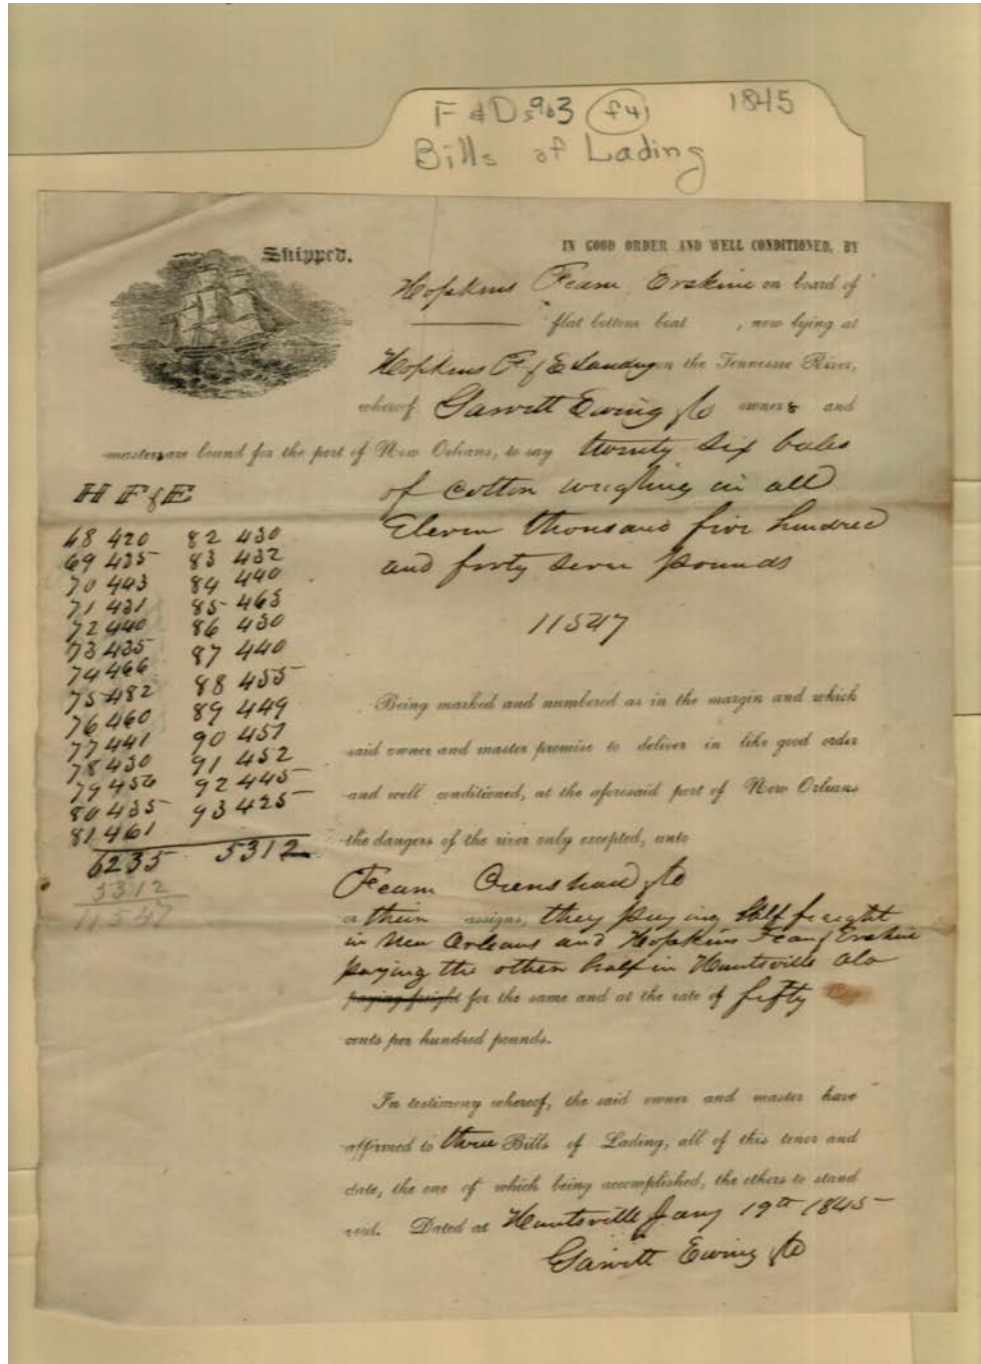 F & D 963 (f4) 1845
Bills of Lading
Shipped, IN GOOD ORDER AND WELL CONDITIONED, BY
Hopkins Fearn Erskine on board of
flat bottom boat , now lying at
Hopkins F & E Landing on the Tennessee River,
whereof Garrett Ewing & Co owners and
masters are bound for the port of New Orleans, to say twenty six bales
of cotton weighing in all
Eleven thousand five hundred
and forty seven pounds
11547
H F & E
68 420 82 430
69 435 83 432
70 443 84 440
71 431 85 463
72 440 86 430
73 435 87 440
74 466 88 455
75 482 89 449
76 460 90 451
77 441 91 452
78 430 92 445
79 456 93 425
80 435
81 461
6235 5312
5312
11547
Being marked and numbered as in the margin and which
said owner and master promise to deliver in like good order
and well conditioned, at the aforesaid port of New Orleans
the dangers of the river only excepted, unto
Fearn Crenshaw & Co
or their assigns, they paying half freight
in New Orleans and Hopkins Fearn & Erskine
paying the other half in Huntsville Ala
paying freight for the same and at the rate of fifty
cents per hundred pounds.
In testimony whereof, the said owner and master have
affirmed to three Bills of Lading, all of this tenor and
date, the one of which being accomplished, the others to stand
void. Dated at Huntsville Jany 19th 1845
Garrett Ewing & Co